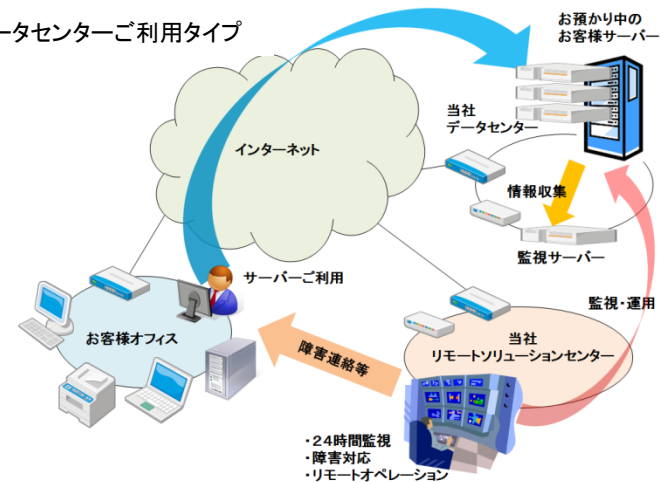 ータセンターご利用タイプ
お預かり中の
お客様サーバー
当社
データセンター
インターネット
情報収集
監視サーバー
サーバーご利用
監視・運用
お客様オフィス
障害連絡等
当社
リモートソリューションセンター
・２４時間監視
・障害対応
・リモートオペレーション